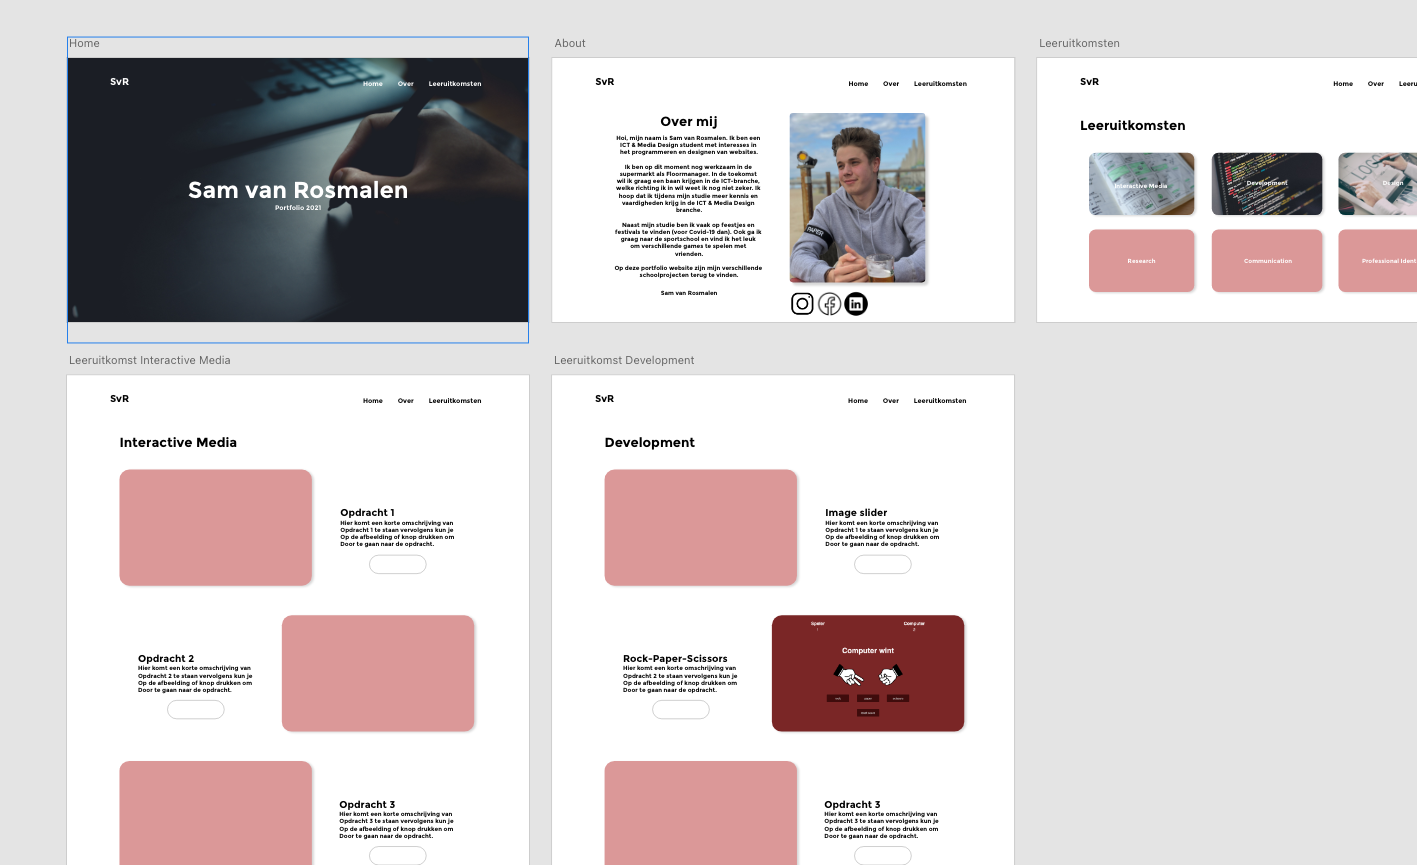 Home
SvR
Home Over Leeruitkomsten
Sam van Rosmalen
Portfolio 2021
About
SvR
Home Over Leeruitkomsten
Over mij
Hoi, mijn naam is Sam van Rosmalen. Ik ben een
ICT & Media Design student met interesses in
het programmeren en designen van websites.
Ik ben op dit moment nog werkzaam in de
supermarkt als Floormanager. In de toekomst
wil ik graag een baan krijgen in de ICT-branche,
welke richting ik in wil weet ik nog niet zeker. Ik
hoop dat ik tijdens mijn studie meer kennis en
vaardigheden krijg in de ICT & Media Design
branche.
Naast mijn studie ben ik vaak op feestjes en
festivals te vinden (voor Covid-19 dan). Ook ga ik
graag naar de sportschool en vind ik het leuk
om verschillende games te spelen met
vrienden.
Op deze portfolio website zijn mijn verschillende
schoolprojecten terug te vinden.
Sam van Rosmalen
in
Leeruitkomsten
SvR
Home Over Leeru
Leeruitkomsten
Interactive Media
Development
Design
Research
Communication
Professional Ident
Leeruitkomst Interactive Media
SvR
Home Over Leeruitkomsten
Interactive Media
Opdracht 1
Hier komt een korte omschrijving van
Opdracht 1 te staan vervolgens kun je
Op de afbeelding of knop drukken om
Door te gaan naar de opdracht.
Opdracht 2
Hier komt een korte omschrijving van
Opdracht 2 te staan vervolgens kun je
Op de afbeelding of knop drukken om
Door te gaan naar de opdracht.
Opdracht 3
Hier komt een korte omschrijving van
Opdracht 3 te staan vervolgens kun je
Op de afbeelding of knop drukken om
Door te gaan naar de opdracht.
Leeruitkomst Development
SvR
Home Over Leeruitkomsten
Development
Image slider
Hier komt een korte omschrijving van
Opdracht 1 te staan vervolgens kun je
Op de afbeelding of knop drukken om
Door te gaan naar de opdracht.
Rock-Paper-Scissors
Hier komt een korte omschrijving van
Opdracht 2 te staan vervolgens kun je
Op de afbeelding of knop drukken om
Door te gaan naar de opdracht.
Speler Computer
Computer wint
Opdracht 3
Hier komt een korte omschrijving van
Opdracht 3 te staan vervolgens kun je
Op de afbeelding of knop drukken om
Door te gaan naar de opdracht.